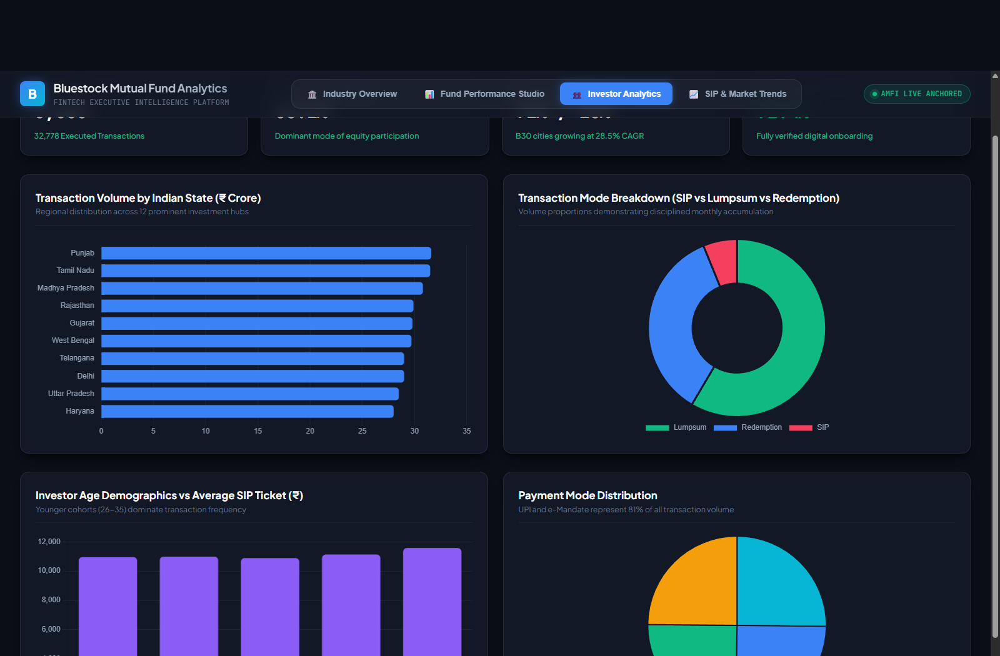 B
Bluestock Mutual Fund Analytics
FINTECH EXECUTIVE INTELLIGENCE PLATFORM
Industry Overview
Fund Performance Studio
Investor Analytics
SIP & Market Trends
AMFI LIVE ANCHORED
32,778 Executed Transactions
Dominant mode of equity participation
B30 cities growing at 28.5% CAGR
Fully verified digital onboarding
Transaction Volume by Indian State (₹ Crore)
Regional distribution across 12 prominent investment hubs
Punjab
Tamil Nadu
Madhya Pradesh
Rajasthan
Gujarat
West Bengal
Telangana
Delhi
Uttar Pradesh
Haryana
0 5 10 15 20 25 30 35
Transaction Mode Breakdown (SIP vs Lumpsum vs Redemption)
Volume proportions demonstrating disciplined monthly accumulation
Lumpsum Redemption SIP
Investor Age Demographics vs Average SIP Ticket (₹)
Younger cohorts (26–35) dominate transaction frequency
12,000
10,000
8,000
6,000
Payment Mode Distribution
UPI and e-Mandate represent 81% of all transaction volume